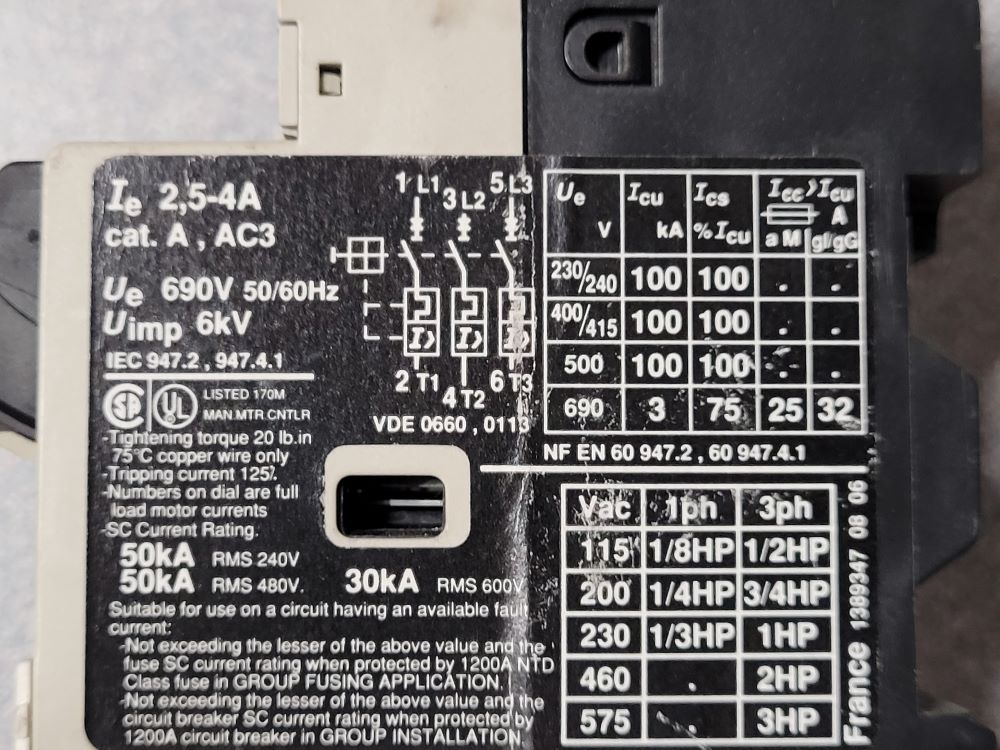 Ie 2,5-4A
cat. A , AC3
Ue 690V 50/60Hz
Uimp 6kV
IEC 947.2 , 947.4.1
SP UL LISTED 170M
MAN.MTR CNTLR
-Tightening torque 20 lb.in
75°C copper wire only
-Tripping current 125%
-Numbers on dial are full
load motor currents
-SC Current Rating.
50kA RMS 240V
50kA RMS 480V. 30kA RMS 600V
Suitable for use on a circuit having an available fault
current:
-Not exceeding the lesser of the above value and the
fuse SC current rating when protected by 1200A NTD
Class fuse in GROUP FUSING APPLICATION.
-Not exceeding the lesser of the above value and the
circuit breaker SC current rating when protected by
1200A circuit breaker in GROUP INSTALLATION.
1 L1 3 L2 5 L3
I> I> I>
2 T1 4 T2 6 T3
VDE 0660 , 0113
Ue V Icu kA Ics %Icu Icc>Icu A
aM gl/gG
230/240 100 100 . .
400/415 100 100 . .
500 100 100 . .
690 3 75 25 32
NF EN 60 947.2 , 60 947.4.1
Vac 1ph 3ph
115 1/8HP 1/2HP
200 1/4HP 3/4HP
230 1/3HP 1HP
460 . 2HP
575 . 3HP
France 1389347 08 06